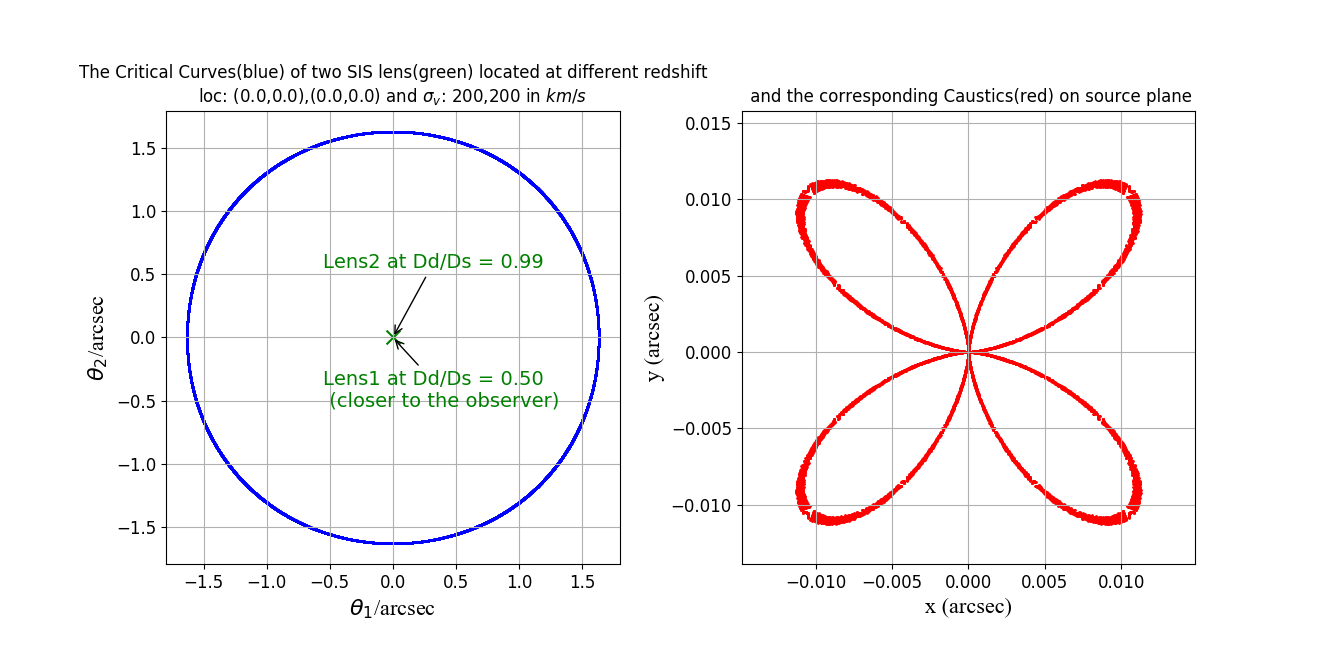 The Critical Curves(blue) of two SIS lens(green) located at different redshift
loc: (0.0,0.0),(0.0,0.0) and σv: 200,200 in km/s
1.5
1.0
0.5
0.0
−0.5
−1.0
−1.5
θ2/arcsec
Lens2 at Dd/Ds = 0.99
Lens1 at Dd/Ds = 0.50
(closer to the observer)
−1.5 −1.0 −0.5 0.0 0.5 1.0 1.5
θ1/arcsec
and the corresponding Caustics(red) on source plane
0.015
0.010
0.005
0.000
−0.005
−0.010
y (arcsec)
−0.010 −0.005 0.000 0.005 0.010
x (arcsec)